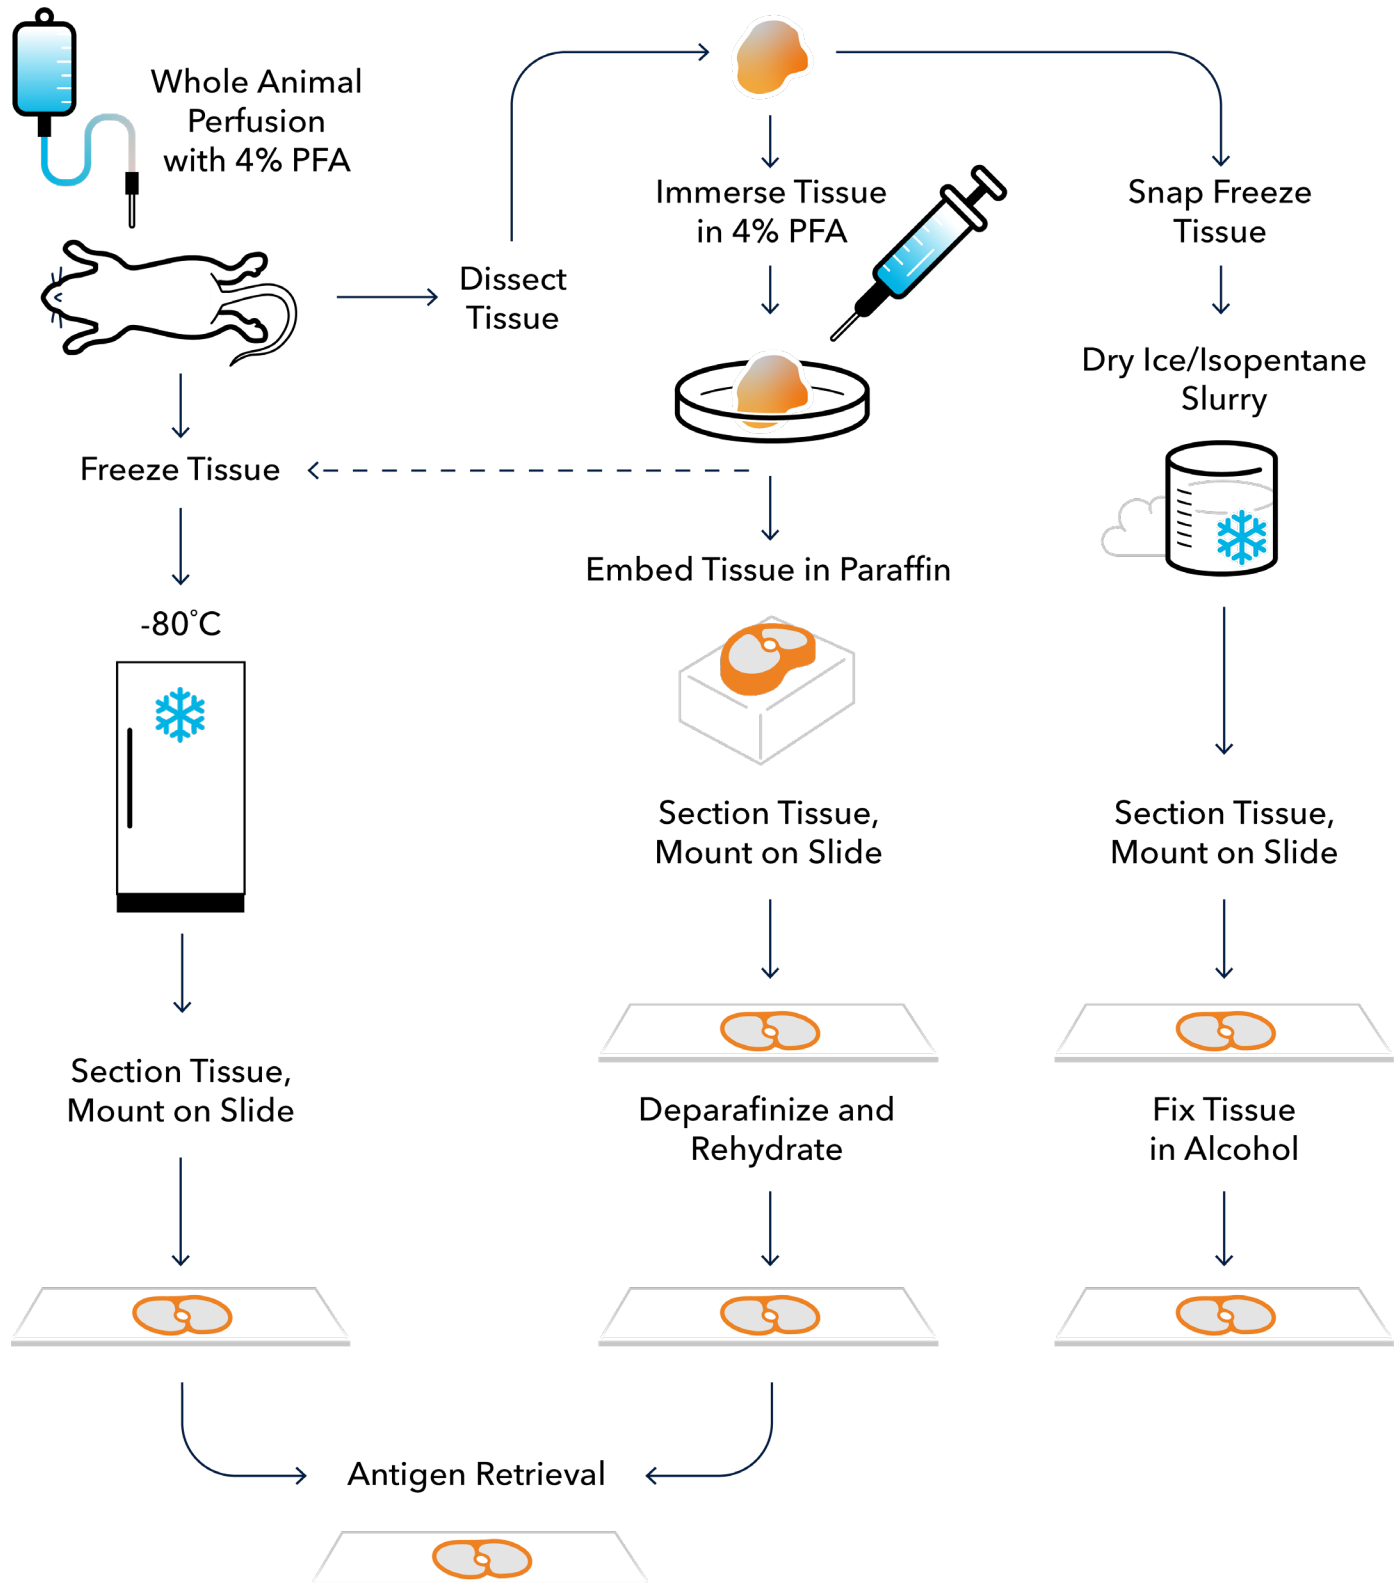 Whole Animal
Perfusion
with 4% PFA
Dissect
Tissue
Immerse Tissue
in 4% PFA
Snap Freeze
Tissue
Dry Ice/Isopentane
Slurry
Freeze Tissue
-80°C
Embed Tissue in Paraffin
Section Tissue,
Mount on Slide
Section Tissue,
Mount on Slide
Section Tissue,
Mount on Slide
Deparafinize and
Rehydrate
Fix Tissue
in Alcohol
Antigen Retrieval